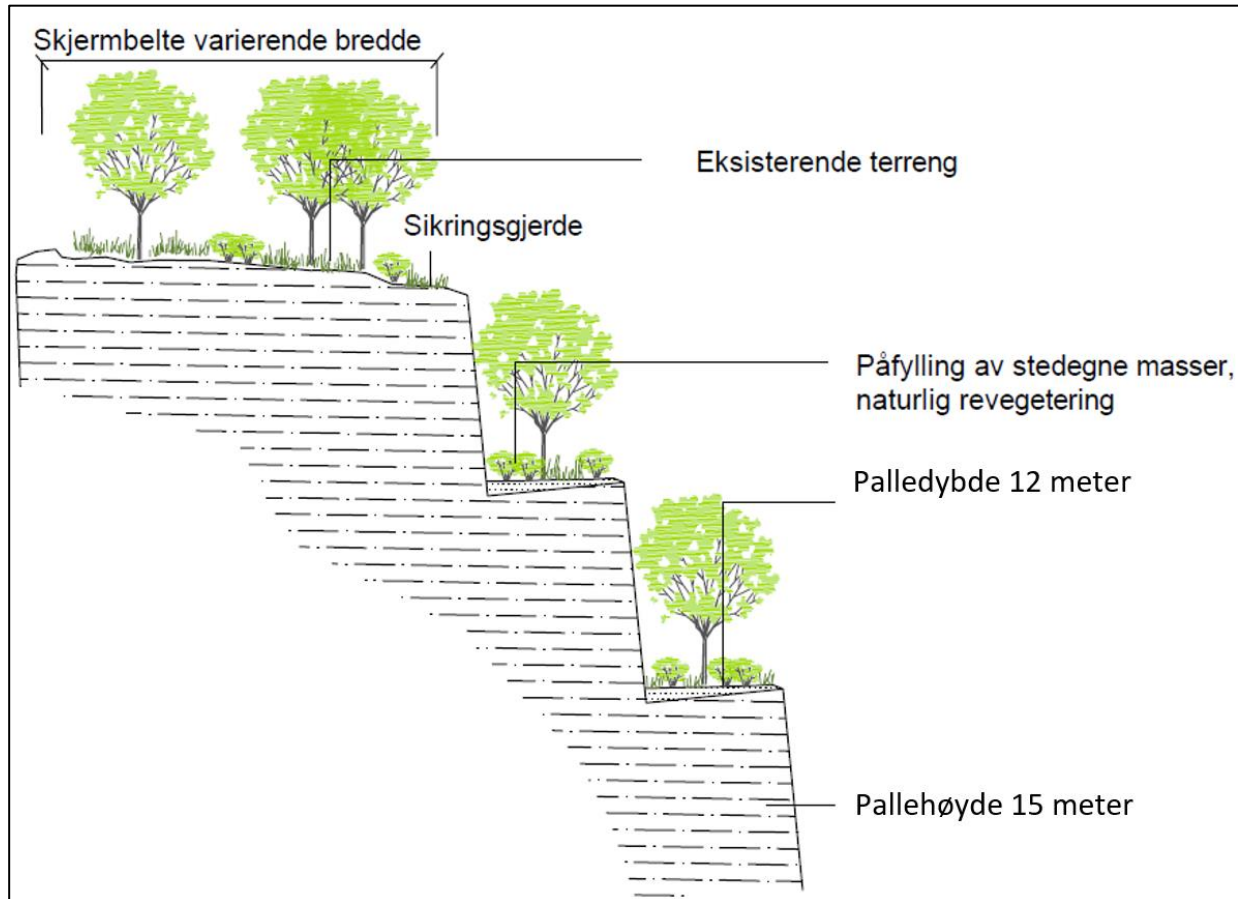 Skjermbelte varierende bredde
Eksisterende terreng
Sikringsgjerde
Påfylling av stedegne masser,
naturlig revegetering
Palledybde 12 meter
Pallehøyde 15 meter